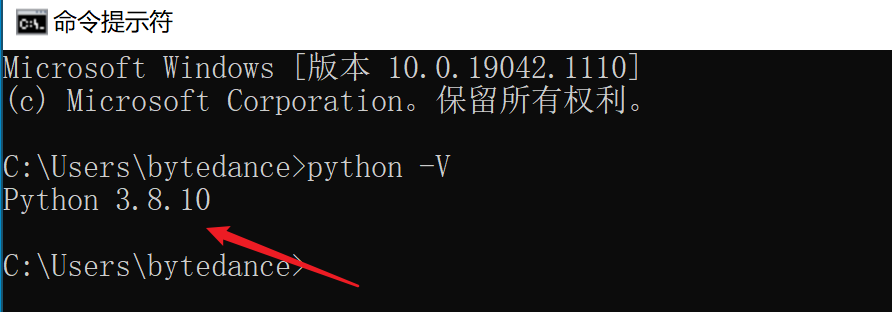 命令提示符
Microsoft Windows [版本 10.0.19042.1110]
(c) Microsoft Corporation。保留所有权利。
C:\Users\bytedance>python -V
Python 3.8.10
C:\Users\bytedance>